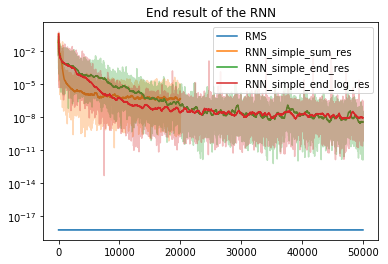 End result of the RNN
RMS
RNN_simple_sum_res
RNN_simple_end_res
RNN_simple_end_log_res
10⁻²
10⁻⁵
10⁻⁸
10⁻¹¹
10⁻¹⁴
10⁻¹⁷
0 10000 20000 30000 40000 50000